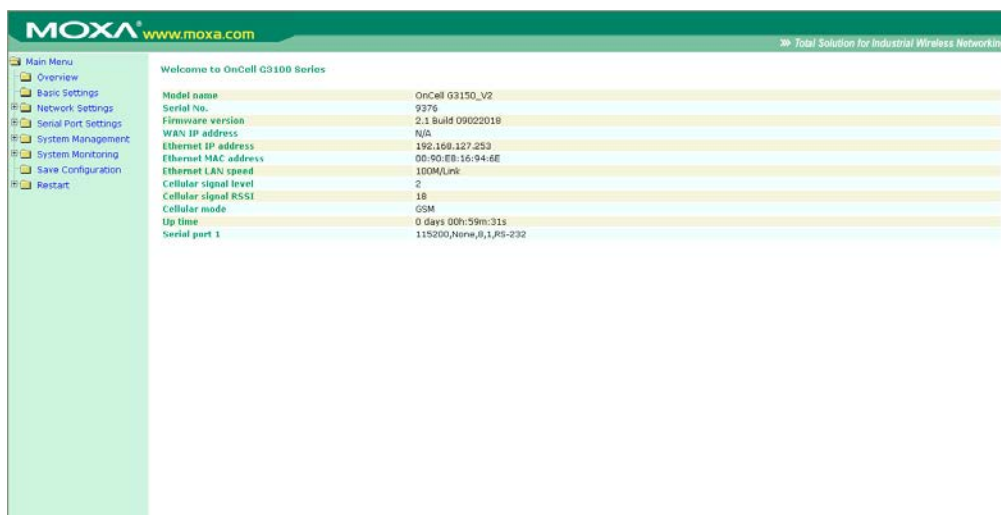 MOXA® www.moxa.com
Total Solution for Industrial Wireless Networkin
Main Menu
Overview
Basic Settings
Network Settings
Serial Port Settings
System Management
System Monitoring
Save Configuration
Restart
Welcome to OnCell G3100 Series
Model name OnCell G3150_V2
Serial No. 9376
Firmware version 2.1 Build 09022018
WAN IP address N/A
Ethernet IP address 192.168.127.253
Ethernet MAC address 00:90:E8:16:94:6E
Ethernet LAN speed 100M/Link
Cellular signal level 2
Cellular signal RSSI 18
Cellular mode GSM
Up time 0 days 00h:59m:31s
Serial port 1 115200,None,8,1,RS-232